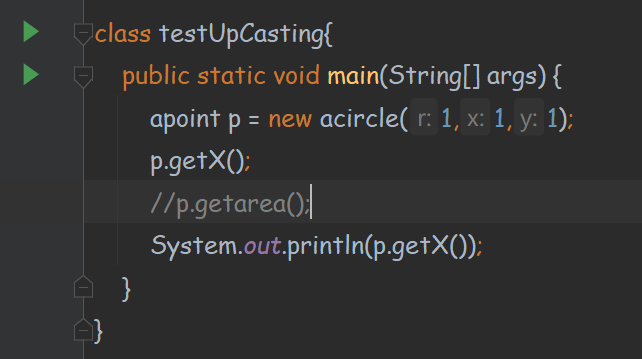 class testUpCasting{
public static void main(String[] args) {
apoint p = new acircle( r: 1, x: 1, y: 1);
p.getX();
//p.getarea();
System.out.println(p.getX());
}
}